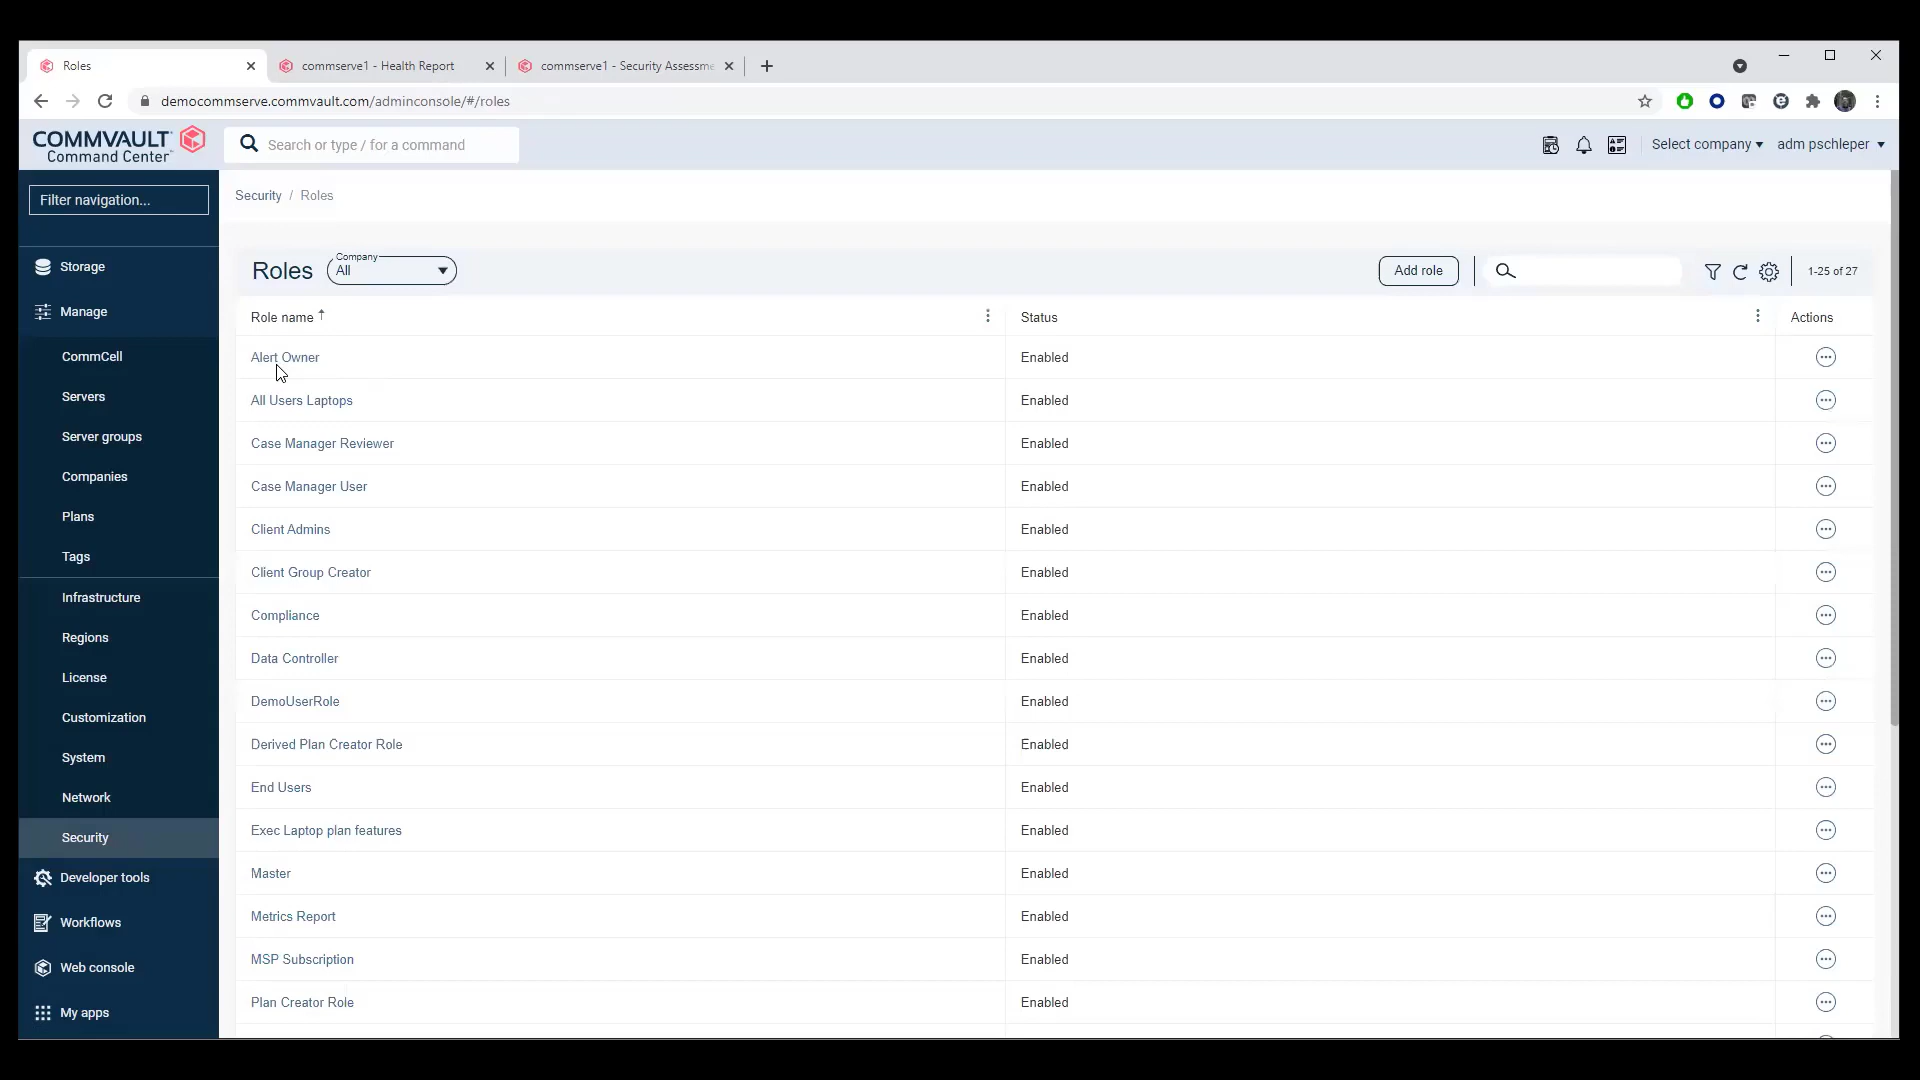 Roles
commserve1 - Health Report
commserve1 - Security Assessme
democommserve.commvault.com/adminconsole/#/roles
COMMVAULT
Command Center
Search or type / for a command
Select company
adm pschleper
Filter navigation...
Storage
Manage
CommCell
Servers
Server groups
Companies
Plans
Tags
Infrastructure
Regions
License
Customization
System
Network
Security
Developer tools
Workflows
Web console
My apps
Security / Roles
Roles
Company
All
Add role
1-25 of 27
Role name Status Actions
Alert Owner Enabled
All Users Laptops Enabled
Case Manager Reviewer Enabled
Case Manager User Enabled
Client Admins Enabled
Client Group Creator Enabled
Compliance Enabled
Data Controller Enabled
DemoUserRole Enabled
Derived Plan Creator Role Enabled
End Users Enabled
Exec Laptop plan features Enabled
Master Enabled
Metrics Report Enabled
MSP Subscription Enabled
Plan Creator Role Enabled